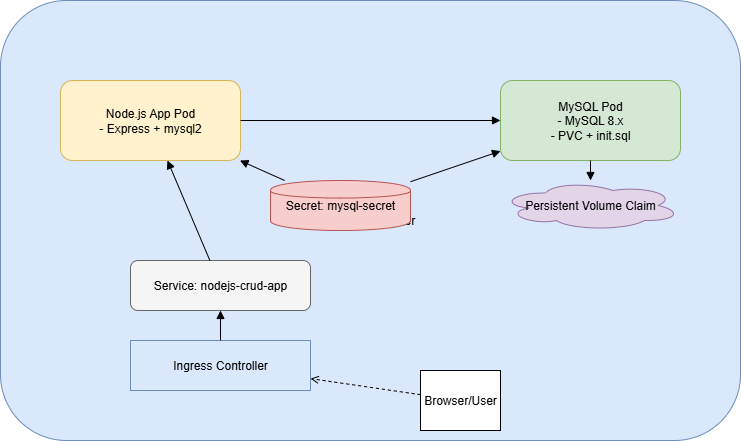 Node.js App Pod
- Express + mysql2
MySQL Pod
- MySQL 8.x
- PVC + init.sql
Secret: mysql-secret
Persistent Volume Claim
Service: nodejs-crud-app
Ingress Controller
Browser/User